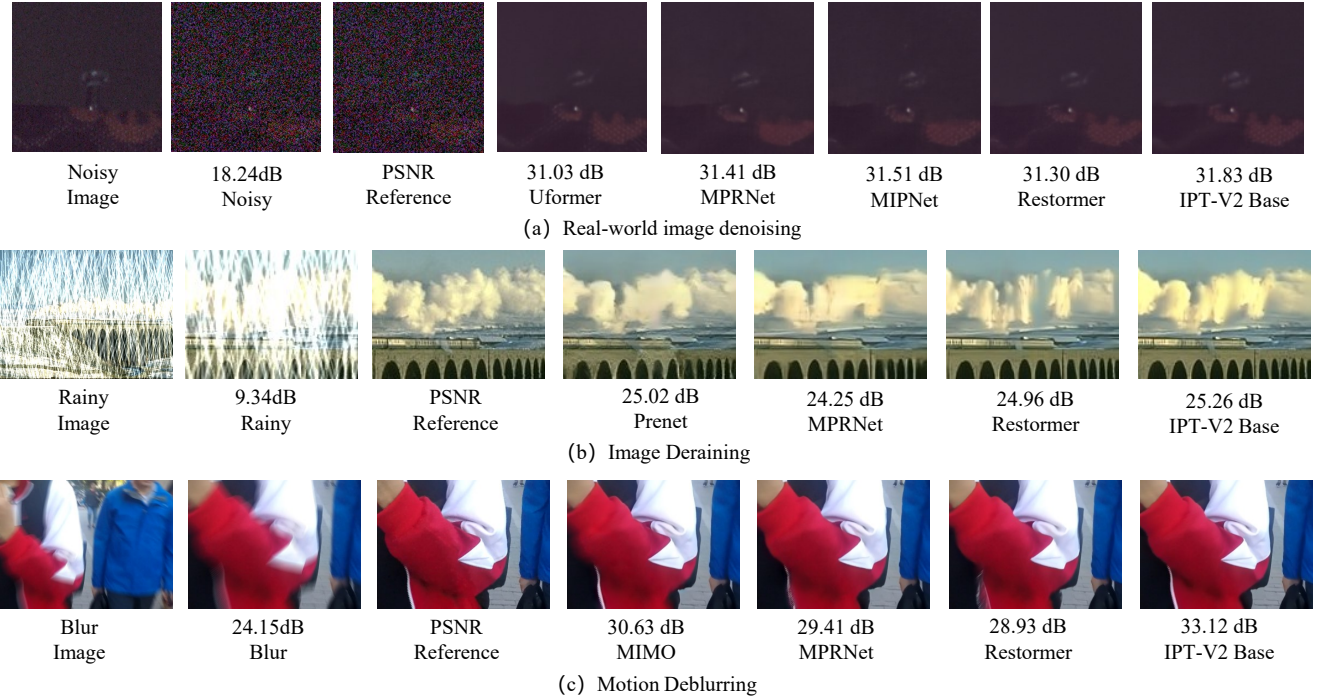 Noisy Image
18.24dB Noisy
PSNR Reference
31.03 dB Uformer
31.41 dB MPRNet
31.51 dB MIPNet
31.30 dB Restormer
31.83 dB IPT-V2 Base
(a) Real-world image denoising
Rainy Image
9.34dB Rainy
PSNR Reference
25.02 dB Prenet
24.25 dB MPRNet
24.96 dB Restormer
25.26 dB IPT-V2 Base
(b) Image Deraining
Blur Image
24.15dB Blur
PSNR Reference
30.63 dB MIMO
29.41 dB MPRNet
28.93 dB Restormer
33.12 dB IPT-V2 Base
(c) Motion Deblurring